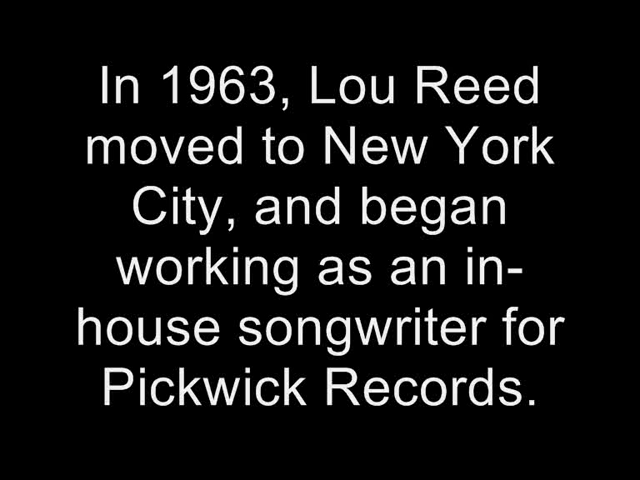 In 1963, Lou Reed
moved to New York
City, and began
working as an in-
house songwriter for
Pickwick Records.